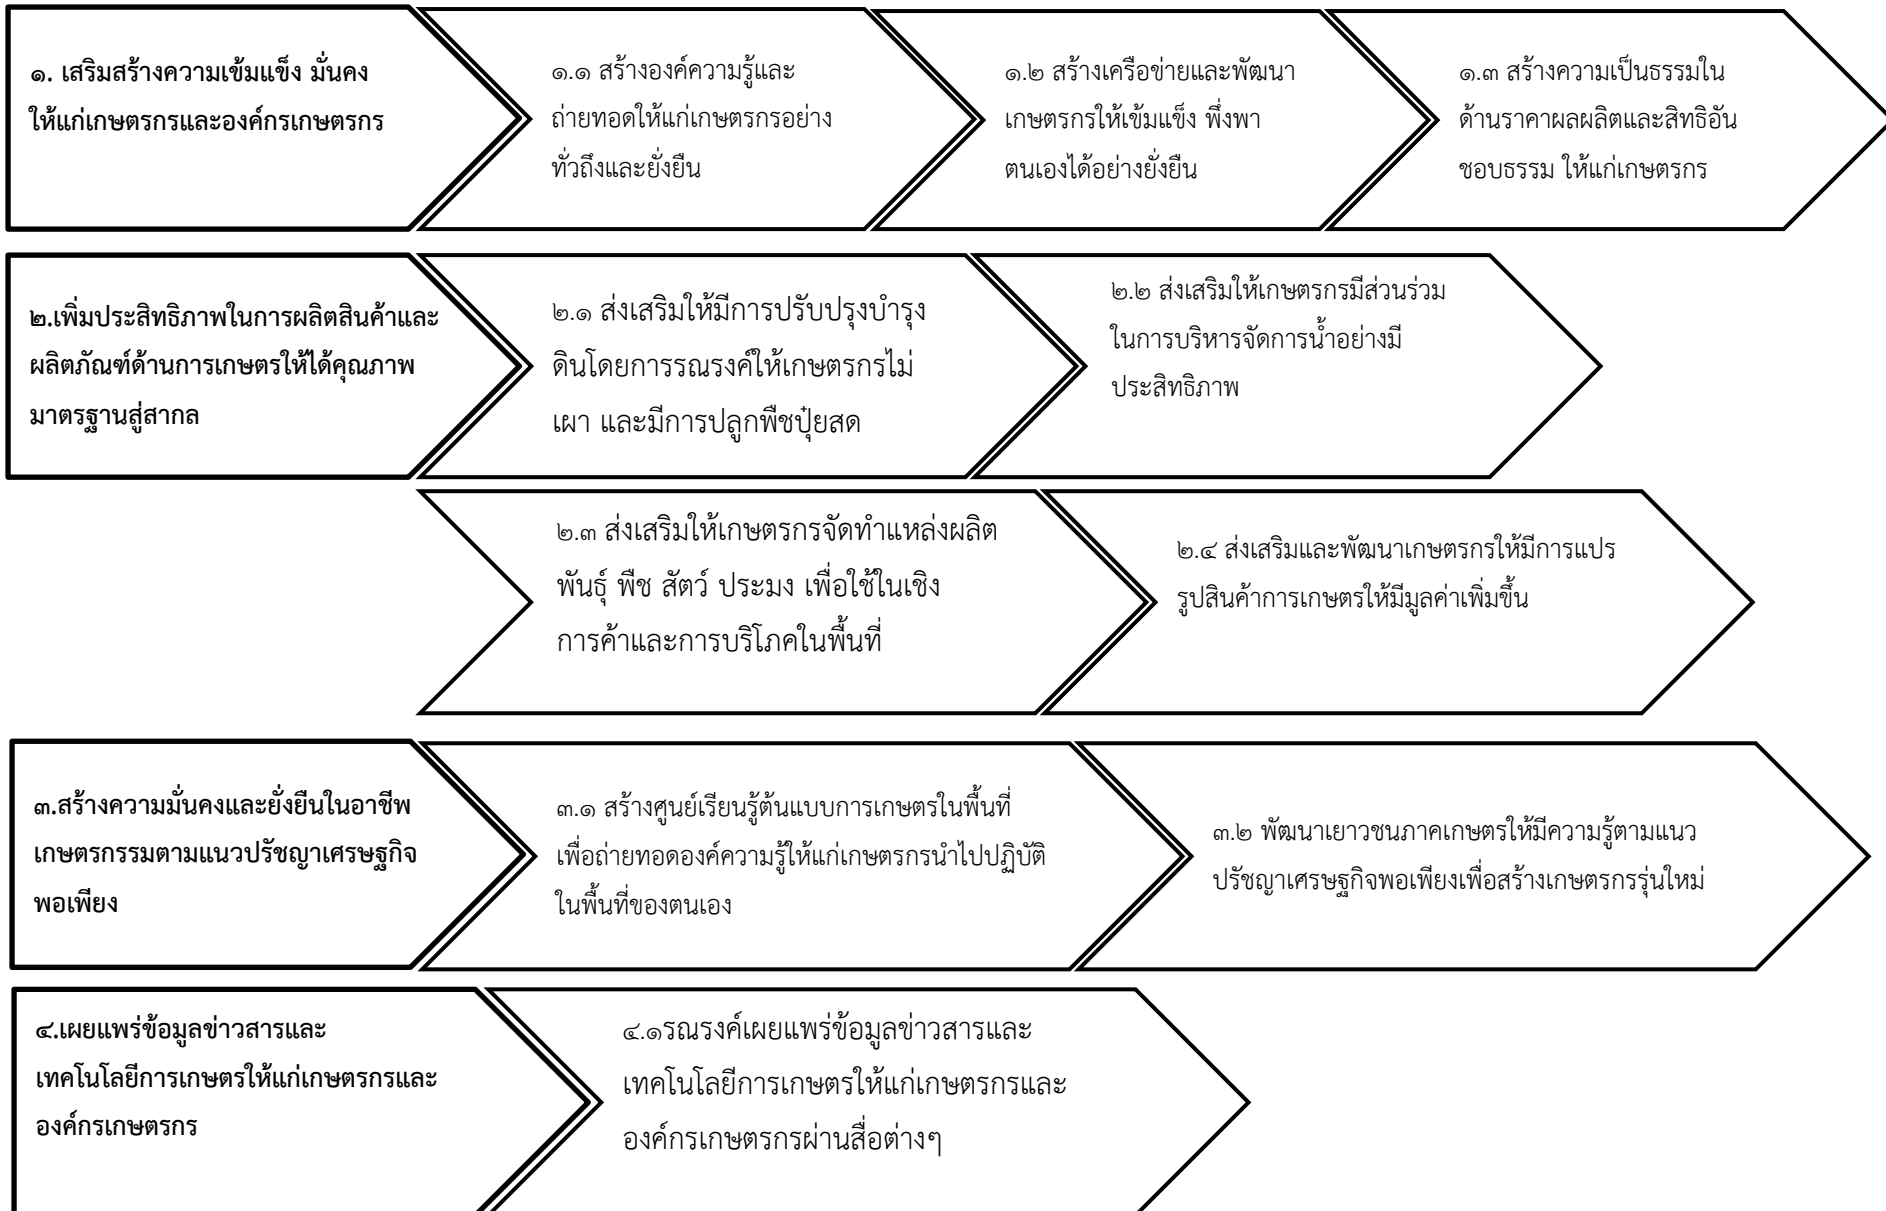 ๑. เสริมสร้างความเข้มแข็ง มั่นคง
ให้แก่เกษตรกรและองค์กรเกษตรกร
๑.๑ สร้างองค์ความรู้และ
ถ่ายทอดให้แก่เกษตรกรอย่าง
ทั่วถึงและยั่งยืน
๑.๒ สร้างเครือข่ายและพัฒนา
เกษตรกรให้เข้มแข็ง พึ่งพา
ตนเองได้อย่างยั่งยืน
๑.๓ สร้างความเป็นธรรมใน
ด้านราคาผลผลิตและสิทธิอัน
ชอบธรรม ให้แก่เกษตรกร
๒.เพิ่มประสิทธิภาพในการผลิตสินค้าและ
ผลิตภัณฑ์ด้านการเกษตรให้ได้คุณภาพ
มาตรฐานสู่สากล
๒.๑ ส่งเสริมให้มีการปรับปรุงบำรุง
ดินโดยการรณรงค์ให้เกษตรกรไม่
เผา และมีการปลูกพืชปุ๋ยสด
๒.๒ ส่งเสริมให้เกษตรกรมีส่วนร่วม
ในการบริหารจัดการน้ำอย่างมี
ประสิทธิภาพ
๒.๓ ส่งเสริมให้เกษตรกรจัดทำแหล่งผลิต
พันธุ์ พืช สัตว์ ประมง เพื่อใช้ในเชิง
การค้าและการบริโภคในพื้นที่
๒.๔ ส่งเสริมและพัฒนาเกษตรกรให้มีการแปร
รูปสินค้าการเกษตรให้มีมูลค่าเพิ่มขึ้น
๓.สร้างความมั่นคงและยั่งยืนในอาชีพ
เกษตรกรรมตามแนวปรัชญาเศรษฐกิจ
พอเพียง
๓.๑ สร้างศูนย์เรียนรู้ต้นแบบการเกษตรในพื้นที่
เพื่อถ่ายทอดองค์ความรู้ให้แก่เกษตรกรนำไปปฏิบัติ
ในพื้นที่ของตนเอง
๓.๒ พัฒนาเยาวชนภาคเกษตรให้มีความรู้ตามแนว
ปรัชญาเศรษฐกิจพอเพียงเพื่อสร้างเกษตรกรรุ่นใหม่
๔.เผยแพร่ข้อมูลข่าวสารและ
เทคโนโลยีการเกษตรให้แก่เกษตรกรและ
องค์กรเกษตรกร
๔.๑รณรงค์เผยแพร่ข้อมูลข่าวสารและ
เทคโนโลยีการเกษตรให้แก่เกษตรกรและ
องค์กรเกษตรกรผ่านสื่อต่างๆ